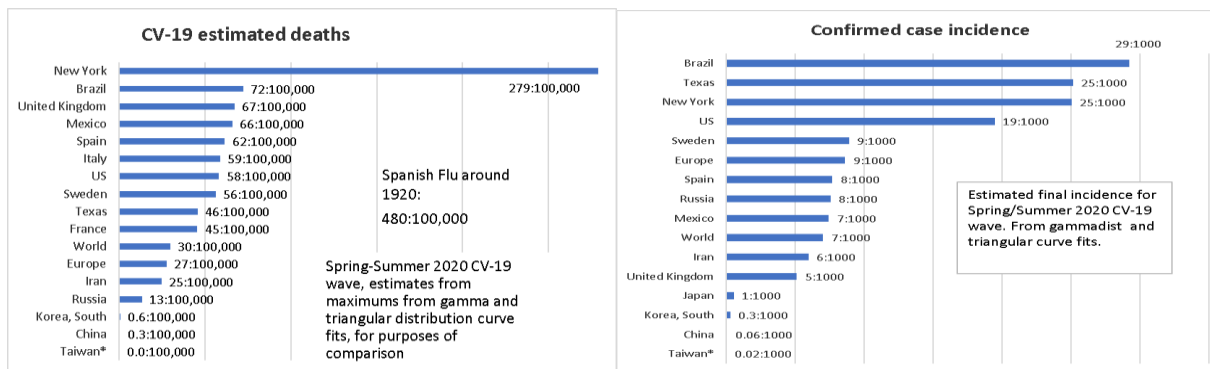 CV-19 estimated deaths
New York
279:100,000
Brazil 72:100,000
United Kingdom 67:100,000
Mexico 66:100,000
Spain 62:100,000
Italy 59:100,000
US 58:100,000
Sweden 56:100,000
Texas 46:100,000
France 45:100,000
World 30:100,000
Europe 27:100,000
Iran 25:100,000
Russia 13:100,000
Korea, South 0.6:100,000
China 0.3:100,000
Taiwan* 0.0:100,000
Spanish Flu around
1920:
480:100,000
Spring-Summer 2020 CV-19
wave, estimates from
maximums from gamma and
triangular distribution curve
fits, for purposes of
comparison
Confirmed case incidence
29:1000
Brazil
Texas 25:1000
New York 25:1000
US 19:1000
Sweden 9:1000
Europe 9:1000
Spain 8:1000
Russia 8:1000
Mexico 7:1000
World 7:1000
Iran 6:1000
United Kingdom 5:1000
Japan 1:1000
Korea, South 0.3:1000
China 0.06:1000
Taiwan* 0.02:1000
Estimated final incidence for
Spring/Summer 2020 CV-19
wave. From gammadist and
triangular curve fits.